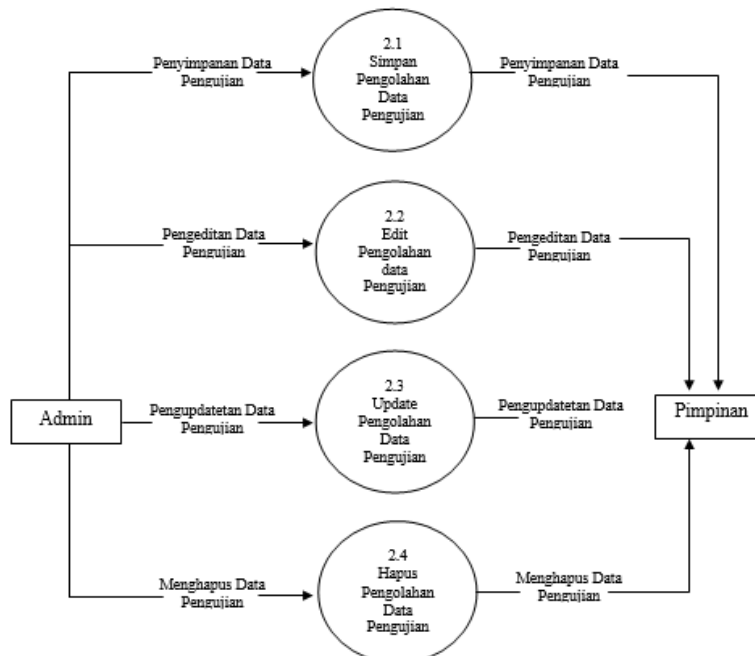 Penyimpanan Data
Pengujian
2.1
Simpan
Pengolahan
Data
Pengujian
Penyimpanan Data
Pengujian
Pengeditan Data
Pengujian
2.2
Edit
Pengolahan
data
Pengujian
Pengeditan Data
Pengujian
Admin
Pengupdatetan Data
Pengujian
2.3
Update
Pengolahan
Data
Pengujian
Pengupdatetan Data
Pengujian
Pimpinan
Menghapus Data
Pengujian
2.4
Hapus
Pengolahan
Data
Pengujian
Menghapus Data
Pengujian